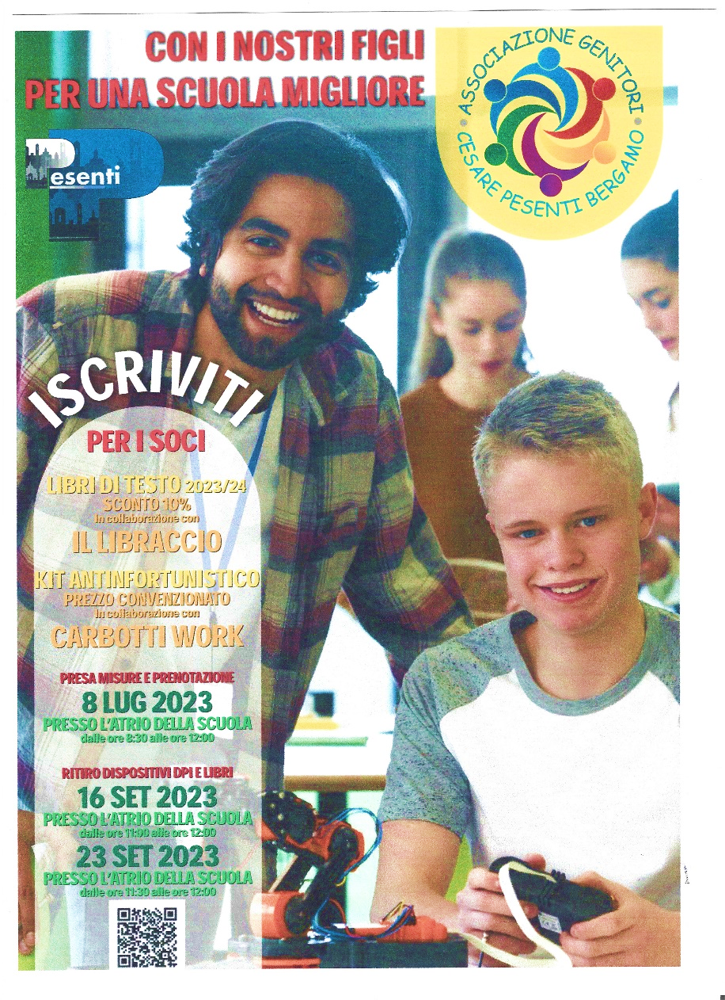 CON I NOSTRI FIGLI
PER UNA SCUOLA MIGLIORE
ASSOCIAZIONE GENITORI
CESARE PESENTI BERGAMO
Pesenti
ISCRIVITI
PER I SOCI
LIBRI DI TESTO 2023/24
SCONTO 10%
In collaborazione con
IL LIBRACCIO
KIT ANTINFORTUNISTICO
PREZZO CONVENZIONATO
In collaborazione con
CARBOTTI WORK
PRESA MISURE E PRENOTAZIONE
8 LUG 2023
PRESSO L'ATRIO DELLA SCUOLA
dalle ore 8:30 alle ore 12:00
RITIRO DISPOSITIVI DPI E LIBRI
16 SET 2023
PRESSO L'ATRIO DELLA SCUOLA
dalle ore 11:00 alle ore 12:00
23 SET 2023
PRESSO L'ATRIO DELLA SCUOLA
dalle ore 11:30 alle ore 12:00